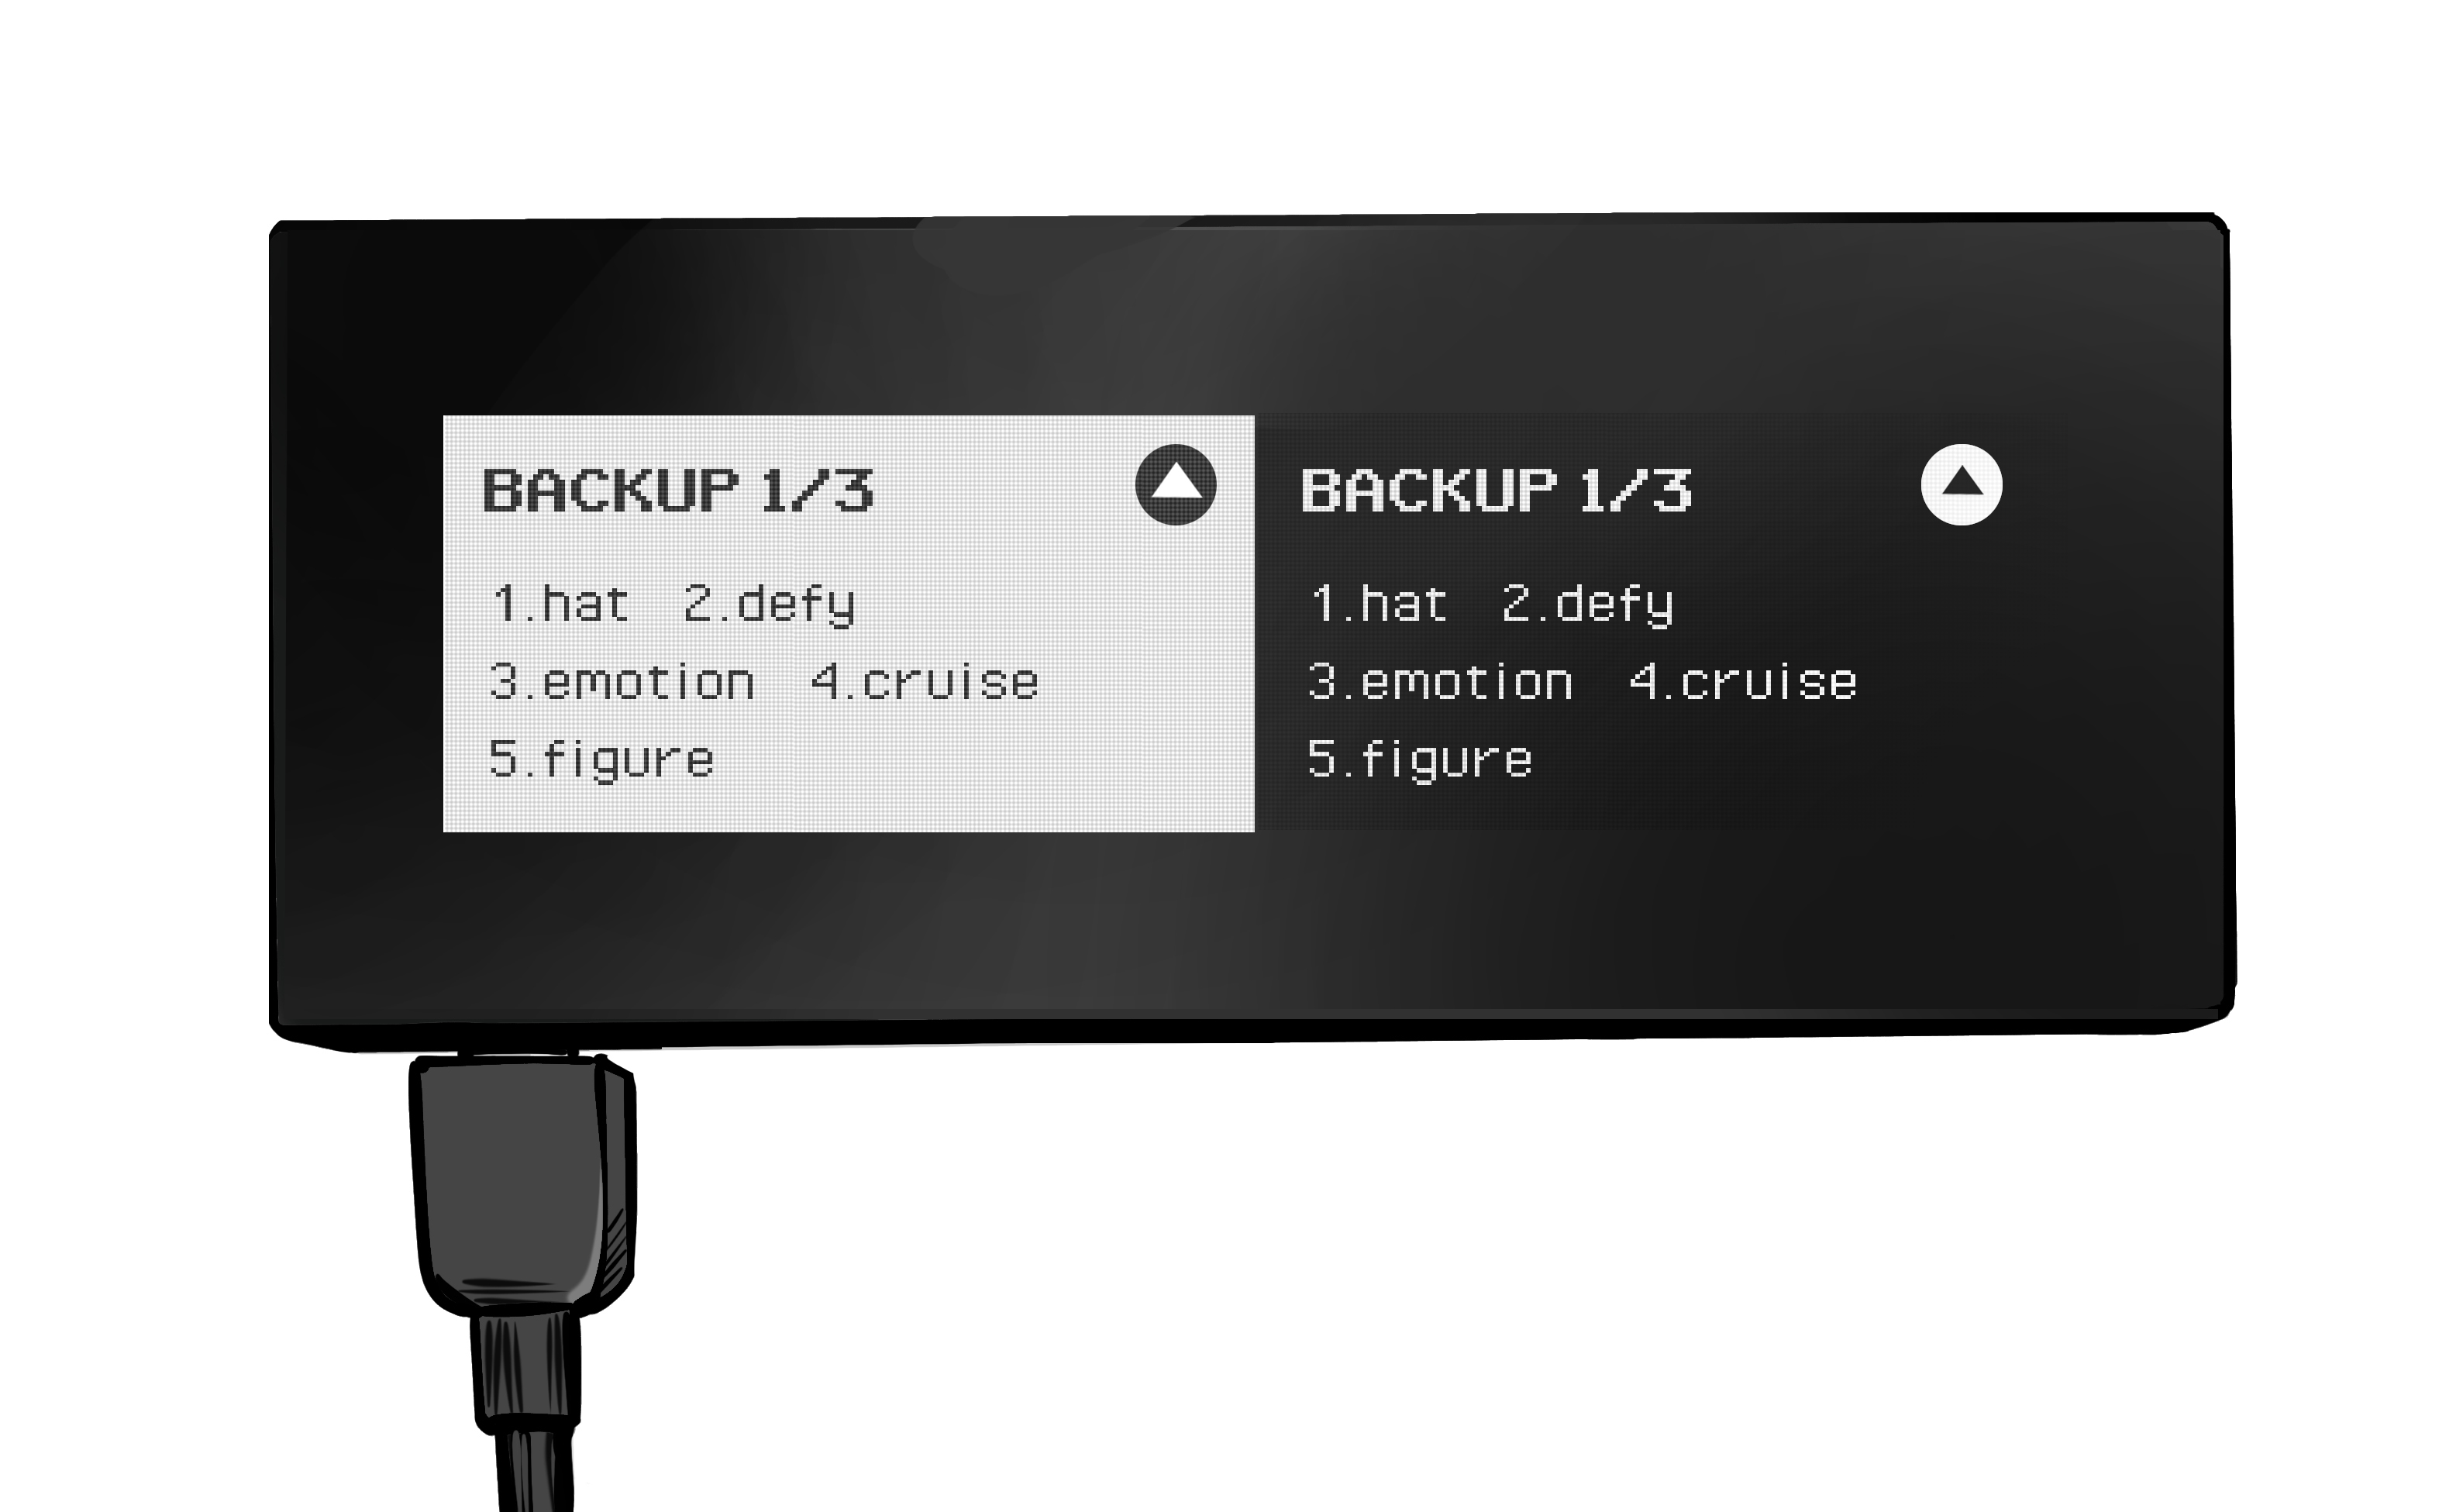 BACKUP 1/3
1.hat 2.defy
3.emotion 4.cruise
5.figure
BACKUP 1/3
1.hat 2.defy
3.emotion 4.cruise
5.figure